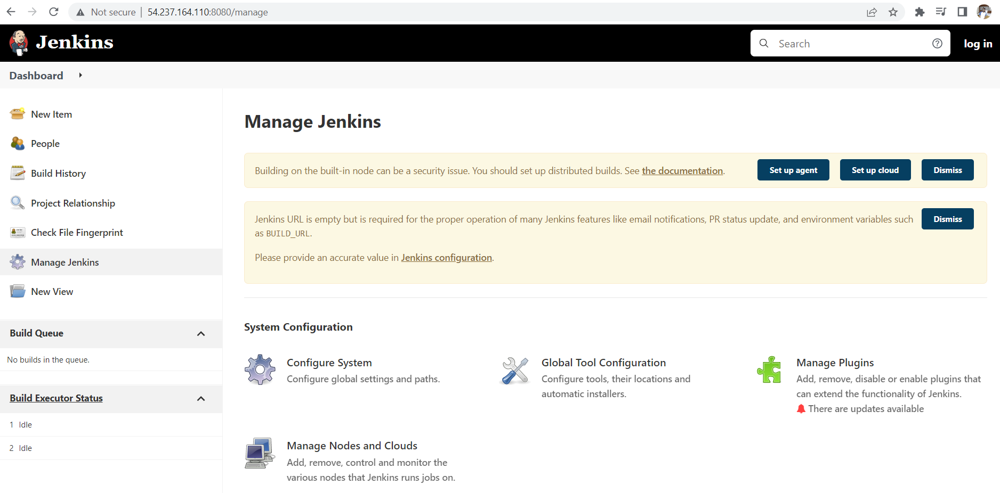 Not secure | 54.237.164.110:8080/manage
Jenkins
Search
log in
Dashboard
New Item
People
Build History
Project Relationship
Check File Fingerprint
Manage Jenkins
New View
Build Queue
No builds in the queue.
Build Executor Status
1 Idle
2 Idle
Manage Jenkins
Building on the built-in node can be a security issue. You should set up distributed builds. See the documentation.
Set up agent
Set up cloud
Dismiss
Jenkins URL is empty but is required for the proper operation of many Jenkins features like email notifications, PR status update, and environment variables such
as BUILD_URL.
Dismiss
Please provide an accurate value in Jenkins configuration.
System Configuration
Configure System
Configure global settings and paths.
Global Tool Configuration
Configure tools, their locations and
automatic installers.
Manage Plugins
Add, remove, disable or enable plugins that
can extend the functionality of Jenkins.
There are updates available
Manage Nodes and Clouds
Add, remove, control and monitor the
various nodes that Jenkins runs jobs on.